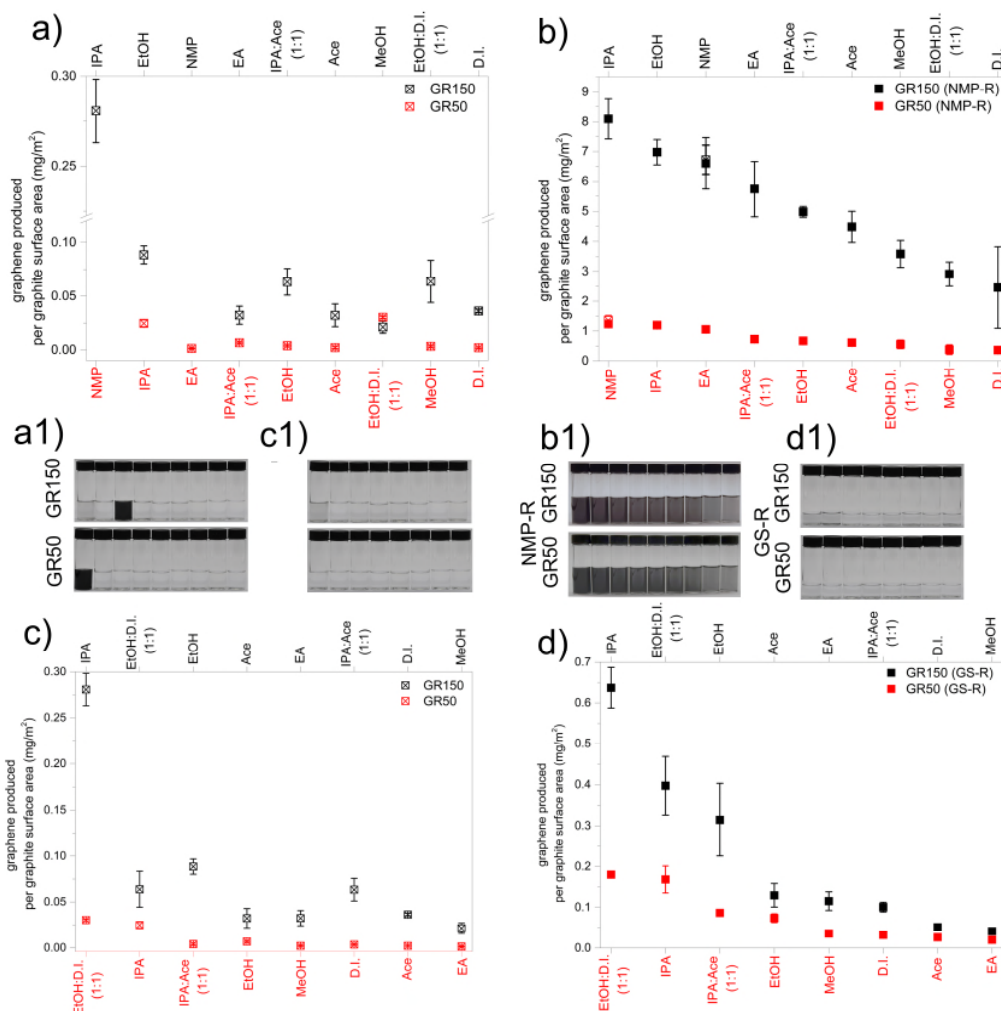 a)
IPA
EtOH
NMP
EA
IPA:Ace
(1:1)
Ace
MeOH
EtOH:D.I.
(1:1)
D.I.
GR150
GR50
graphene produced
per graphite surface area (mg/m²)
0.30
0.25
0.10
0.05
0.00
NMP
IPA
EA
IPA:Ace
(1:1)
EtOH
Ace
EtOH:D.I.
(1:1)
MeOH
D.I.
b)
IPA
EtOH
NMP
EA
IPA:Ace
(1:1)
Ace
MeOH
EtOH:D.I.
(1:1)
D.I.
GR150 (NMP-R)
GR50 (NMP-R)
graphene produced
per graphite surface area (mg/m²)
9
8
7
6
5
4
3
2
1
0
NMP
IPA
EA
IPA:Ace
(1:1)
EtOH
Ace
EtOH:D.I.
(1:1)
MeOH
D.I.
a1)
GR150
GR50
c1)
b1)
NMP-R
GR150
GR50
d1)
GS-R
GR150
GR50
c)
IPA
EtOH:D.I.
(1:1)
EtOH
Ace
EA
IPA:Ace
(1:1)
D.I.
MeOH
GR150
GR50
graphene produced
per graphite surface area (mg/m²)
0.30
0.25
0.20
0.15
0.10
0.05
0.00
EtOH:D.I.
(1:1)
IPA
IPA:Ace
(1:1)
EtOH
MeOH
D.I.
Ace
EA
d)
IPA
EtOH:D.I.
(1:1)
EtOH
Ace
EA
IPA:Ace
(1:1)
D.I.
MeOH
GR150 (GS-R)
GR50 (GS-R)
graphene produced
per graphite surface area (mg/m²)
0.7
0.6
0.5
0.4
0.3
0.2
0.1
0.0
EtOH:D.I.
(1:1)
IPA
IPA:Ace
(1:1)
EtOH
MeOH
D.I.
Ace
EA